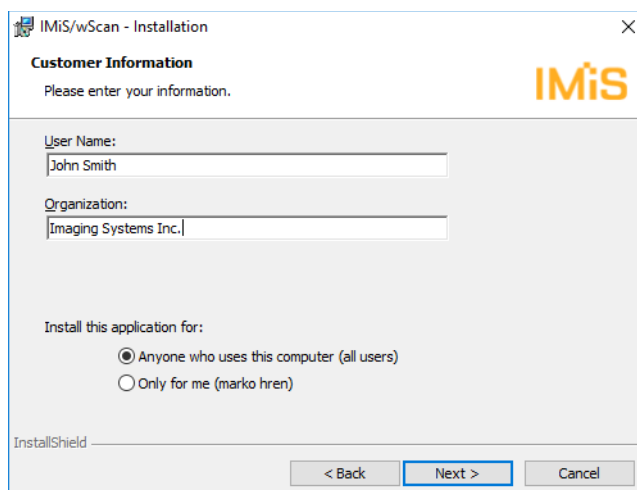 IMiS/wScan - Installation
Customer Information
Please enter your information.
IMiS
User Name:
John Smith
Organization:
Imaging Systems Inc.
Install this application for:
Anyone who uses this computer (all users)
Only for me (marko hren)
InstallShield
< Back Next > Cancel